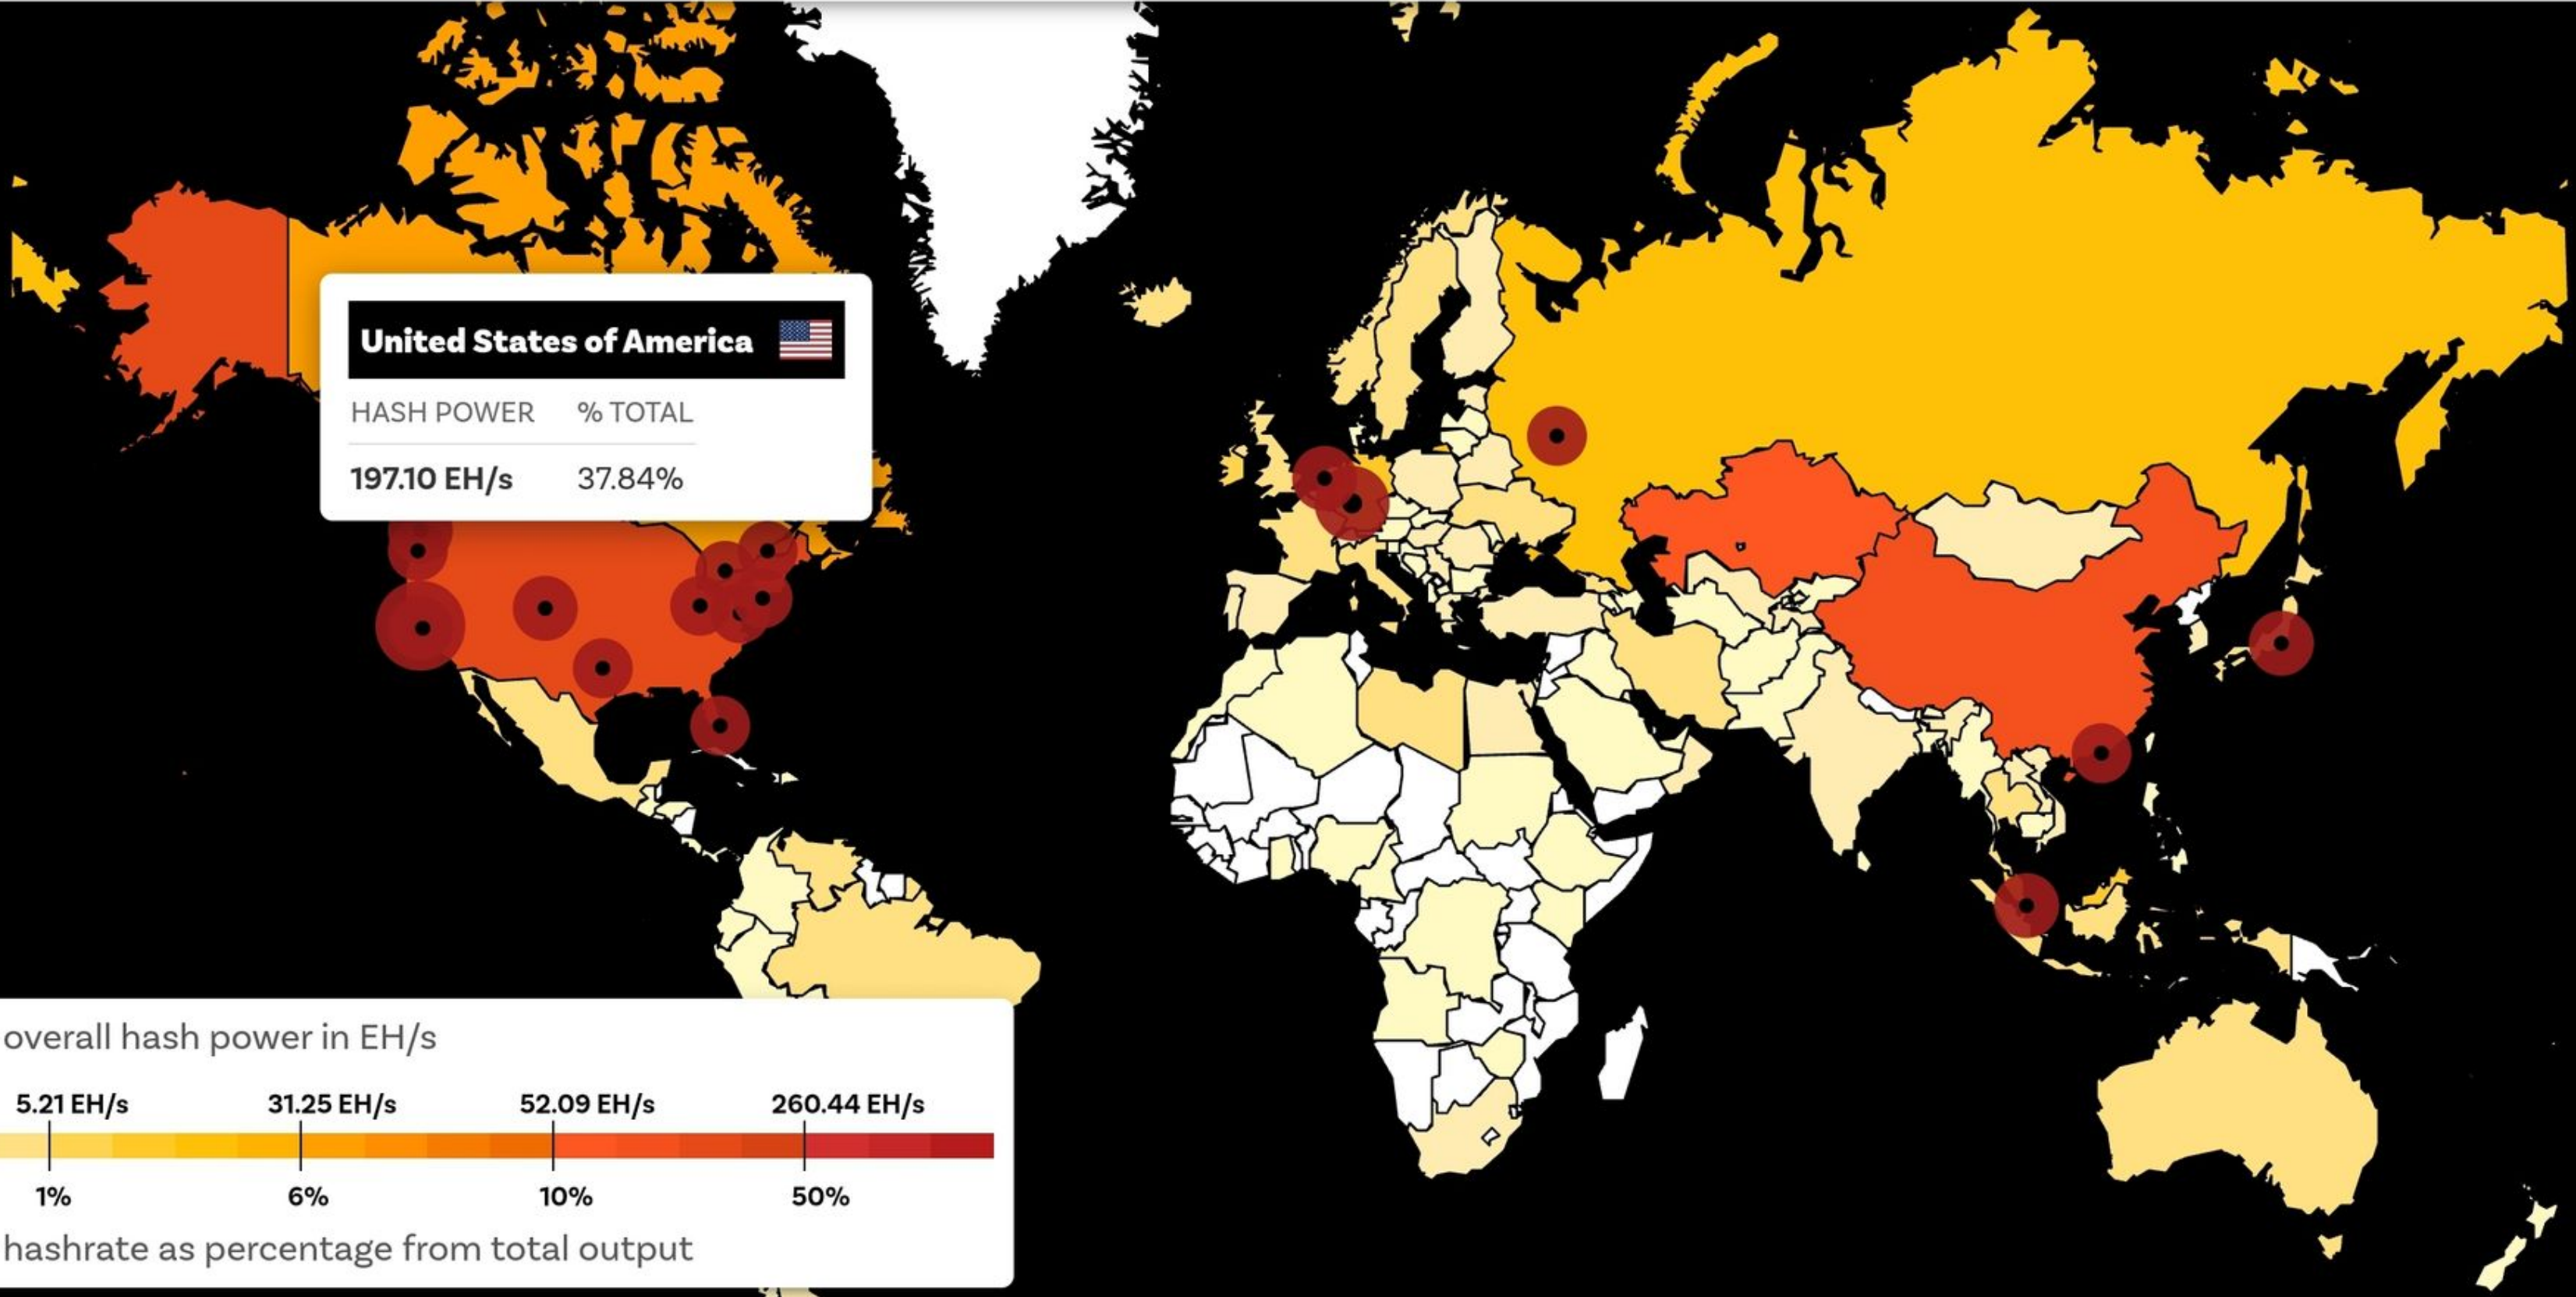 United States of America
HASH POWER % TOTAL
197.10 EH/s 37.84%
overall hash power in EH/s
5.21 EH/s 31.25 EH/s 52.09 EH/s 260.44 EH/s
1% 6% 10% 50%
hashrate as percentage from total output